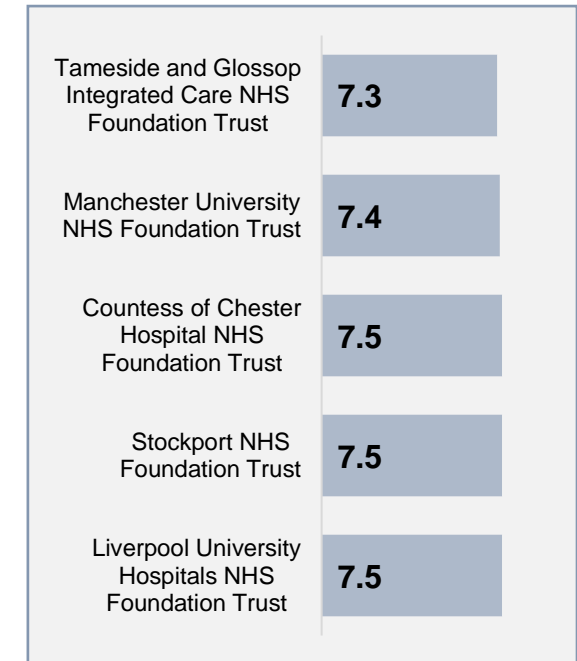 Tameside and Glossop
Integrated Care NHS
Foundation Trust
7.3
Manchester University
NHS Foundation Trust
7.4
Countess of Chester
Hospital NHS
Foundation Trust
7.5
Stockport NHS
Foundation Trust
7.5
Liverpool University
Hospitals NHS
Foundation Trust
7.5